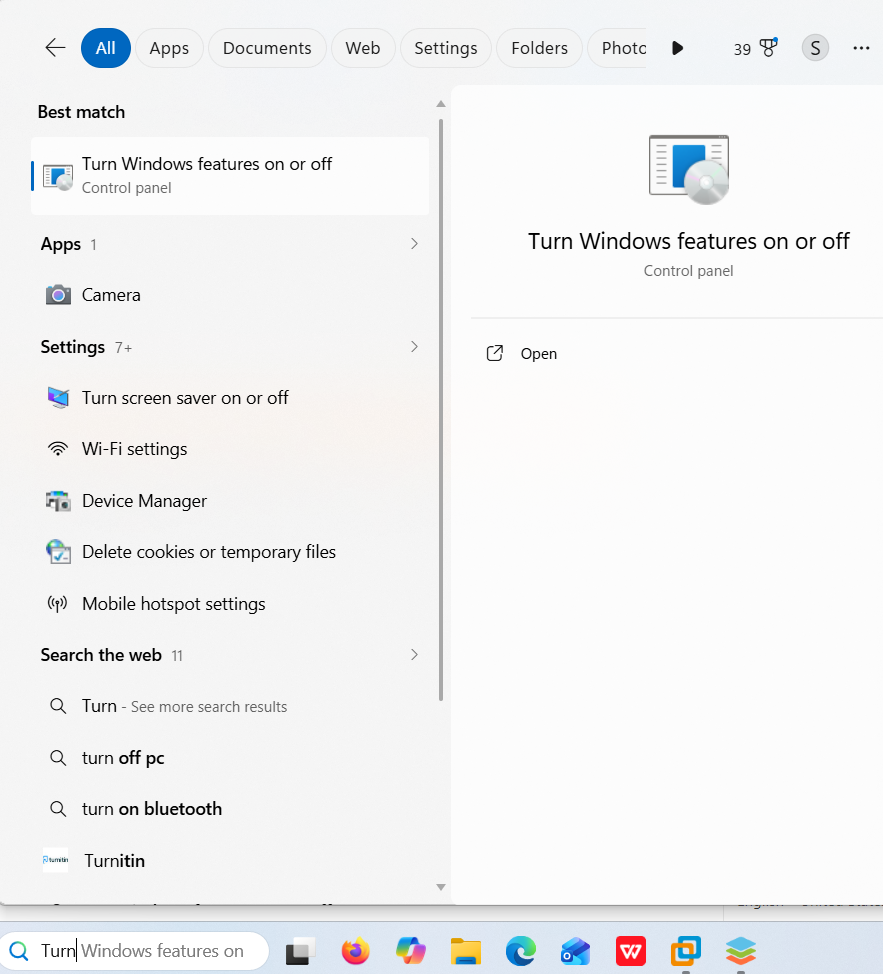 All
Apps
Documents
Web
Settings
Folders
Photo
39
S
Best match
Turn Windows features on or off
Control panel
Apps 1
Camera
Settings 7+
Turn screen saver on or off
Wi-Fi settings
Device Manager
Delete cookies or temporary files
Mobile hotspot settings
Search the web 11
Turn - See more search results
turn off pc
turn on bluetooth
turnitin
Turnitin
Turn Windows features on or off
Control panel
Open
Turn Windows features on
W